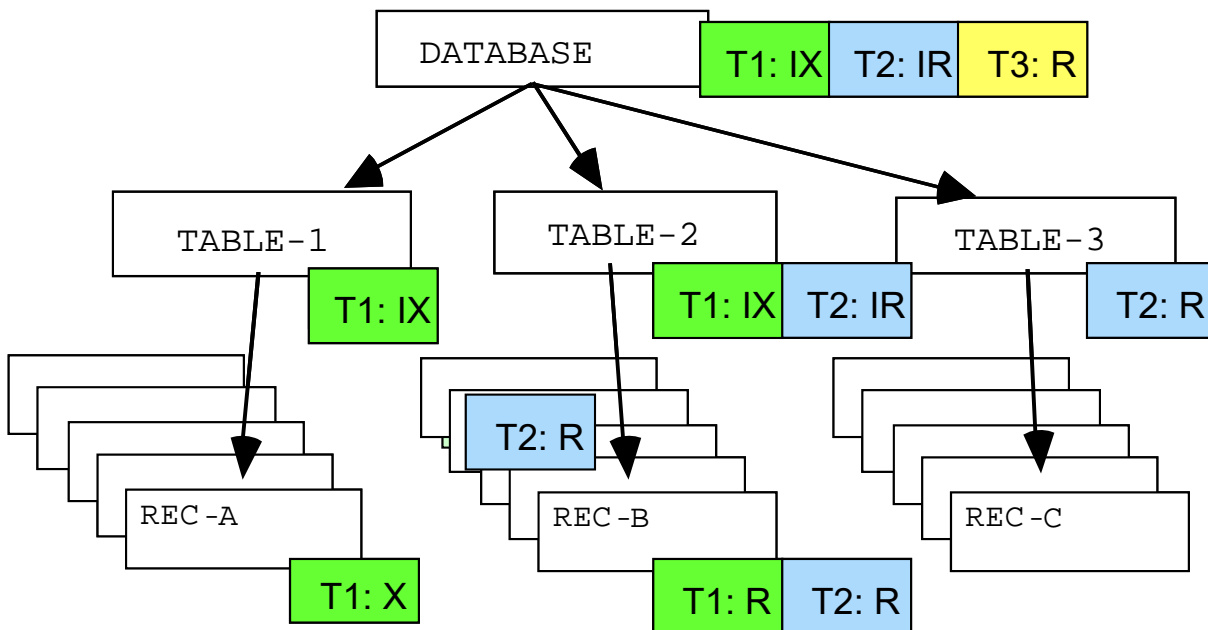 DATABASE
T1: IX T2: IR T3: R
TABLE-1
T1: IX
TABLE-2
T1: IX T2: IR
TABLE-3
T2: R
T2: R
REC-A
T1: X
REC-B
T1: R T2: R
REC-C